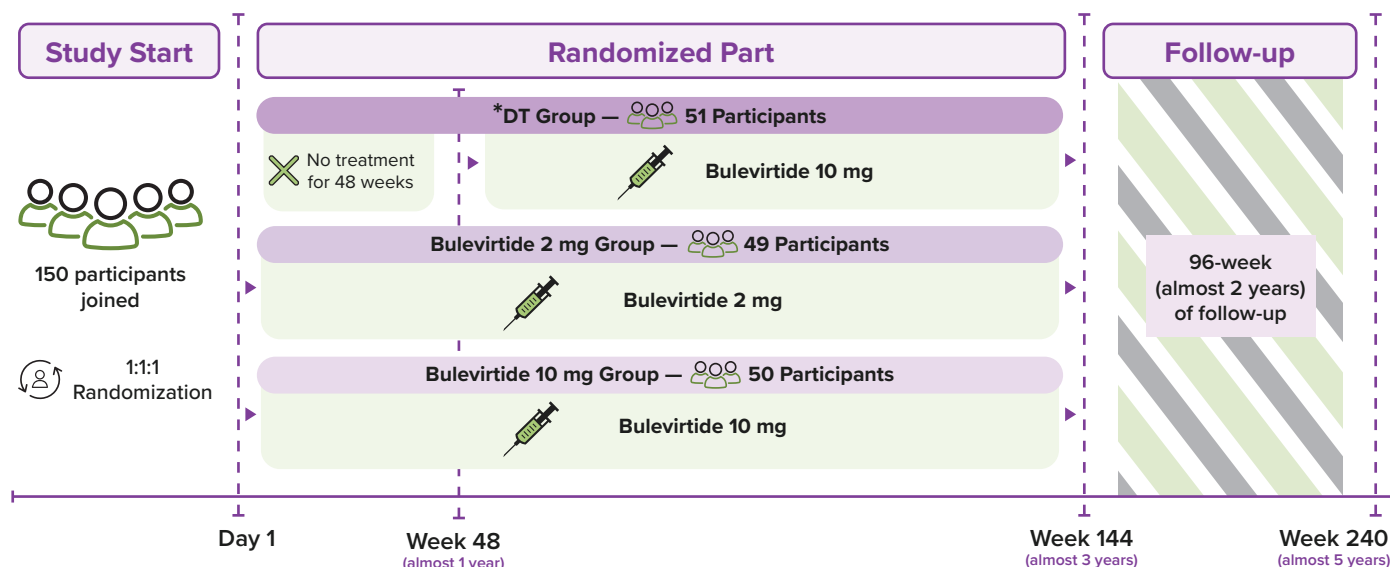 Study Start
Randomized Part
Follow-up
*DT Group — 51 Participants
No treatment
for 48 weeks
Bulevirtide 10 mg
Bulevirtide 2 mg Group — 49 Participants
150 participants
joined
Bulevirtide 2 mg
96-week
(almost 2 years)
of follow-up
1:1:1
Randomization
Bulevirtide 10 mg Group — 50 Participants
Bulevirtide 10 mg
Day 1
Week 48
(almost 1 year)
Week 144
(almost 3 years)
Week 240
(almost 5 years)